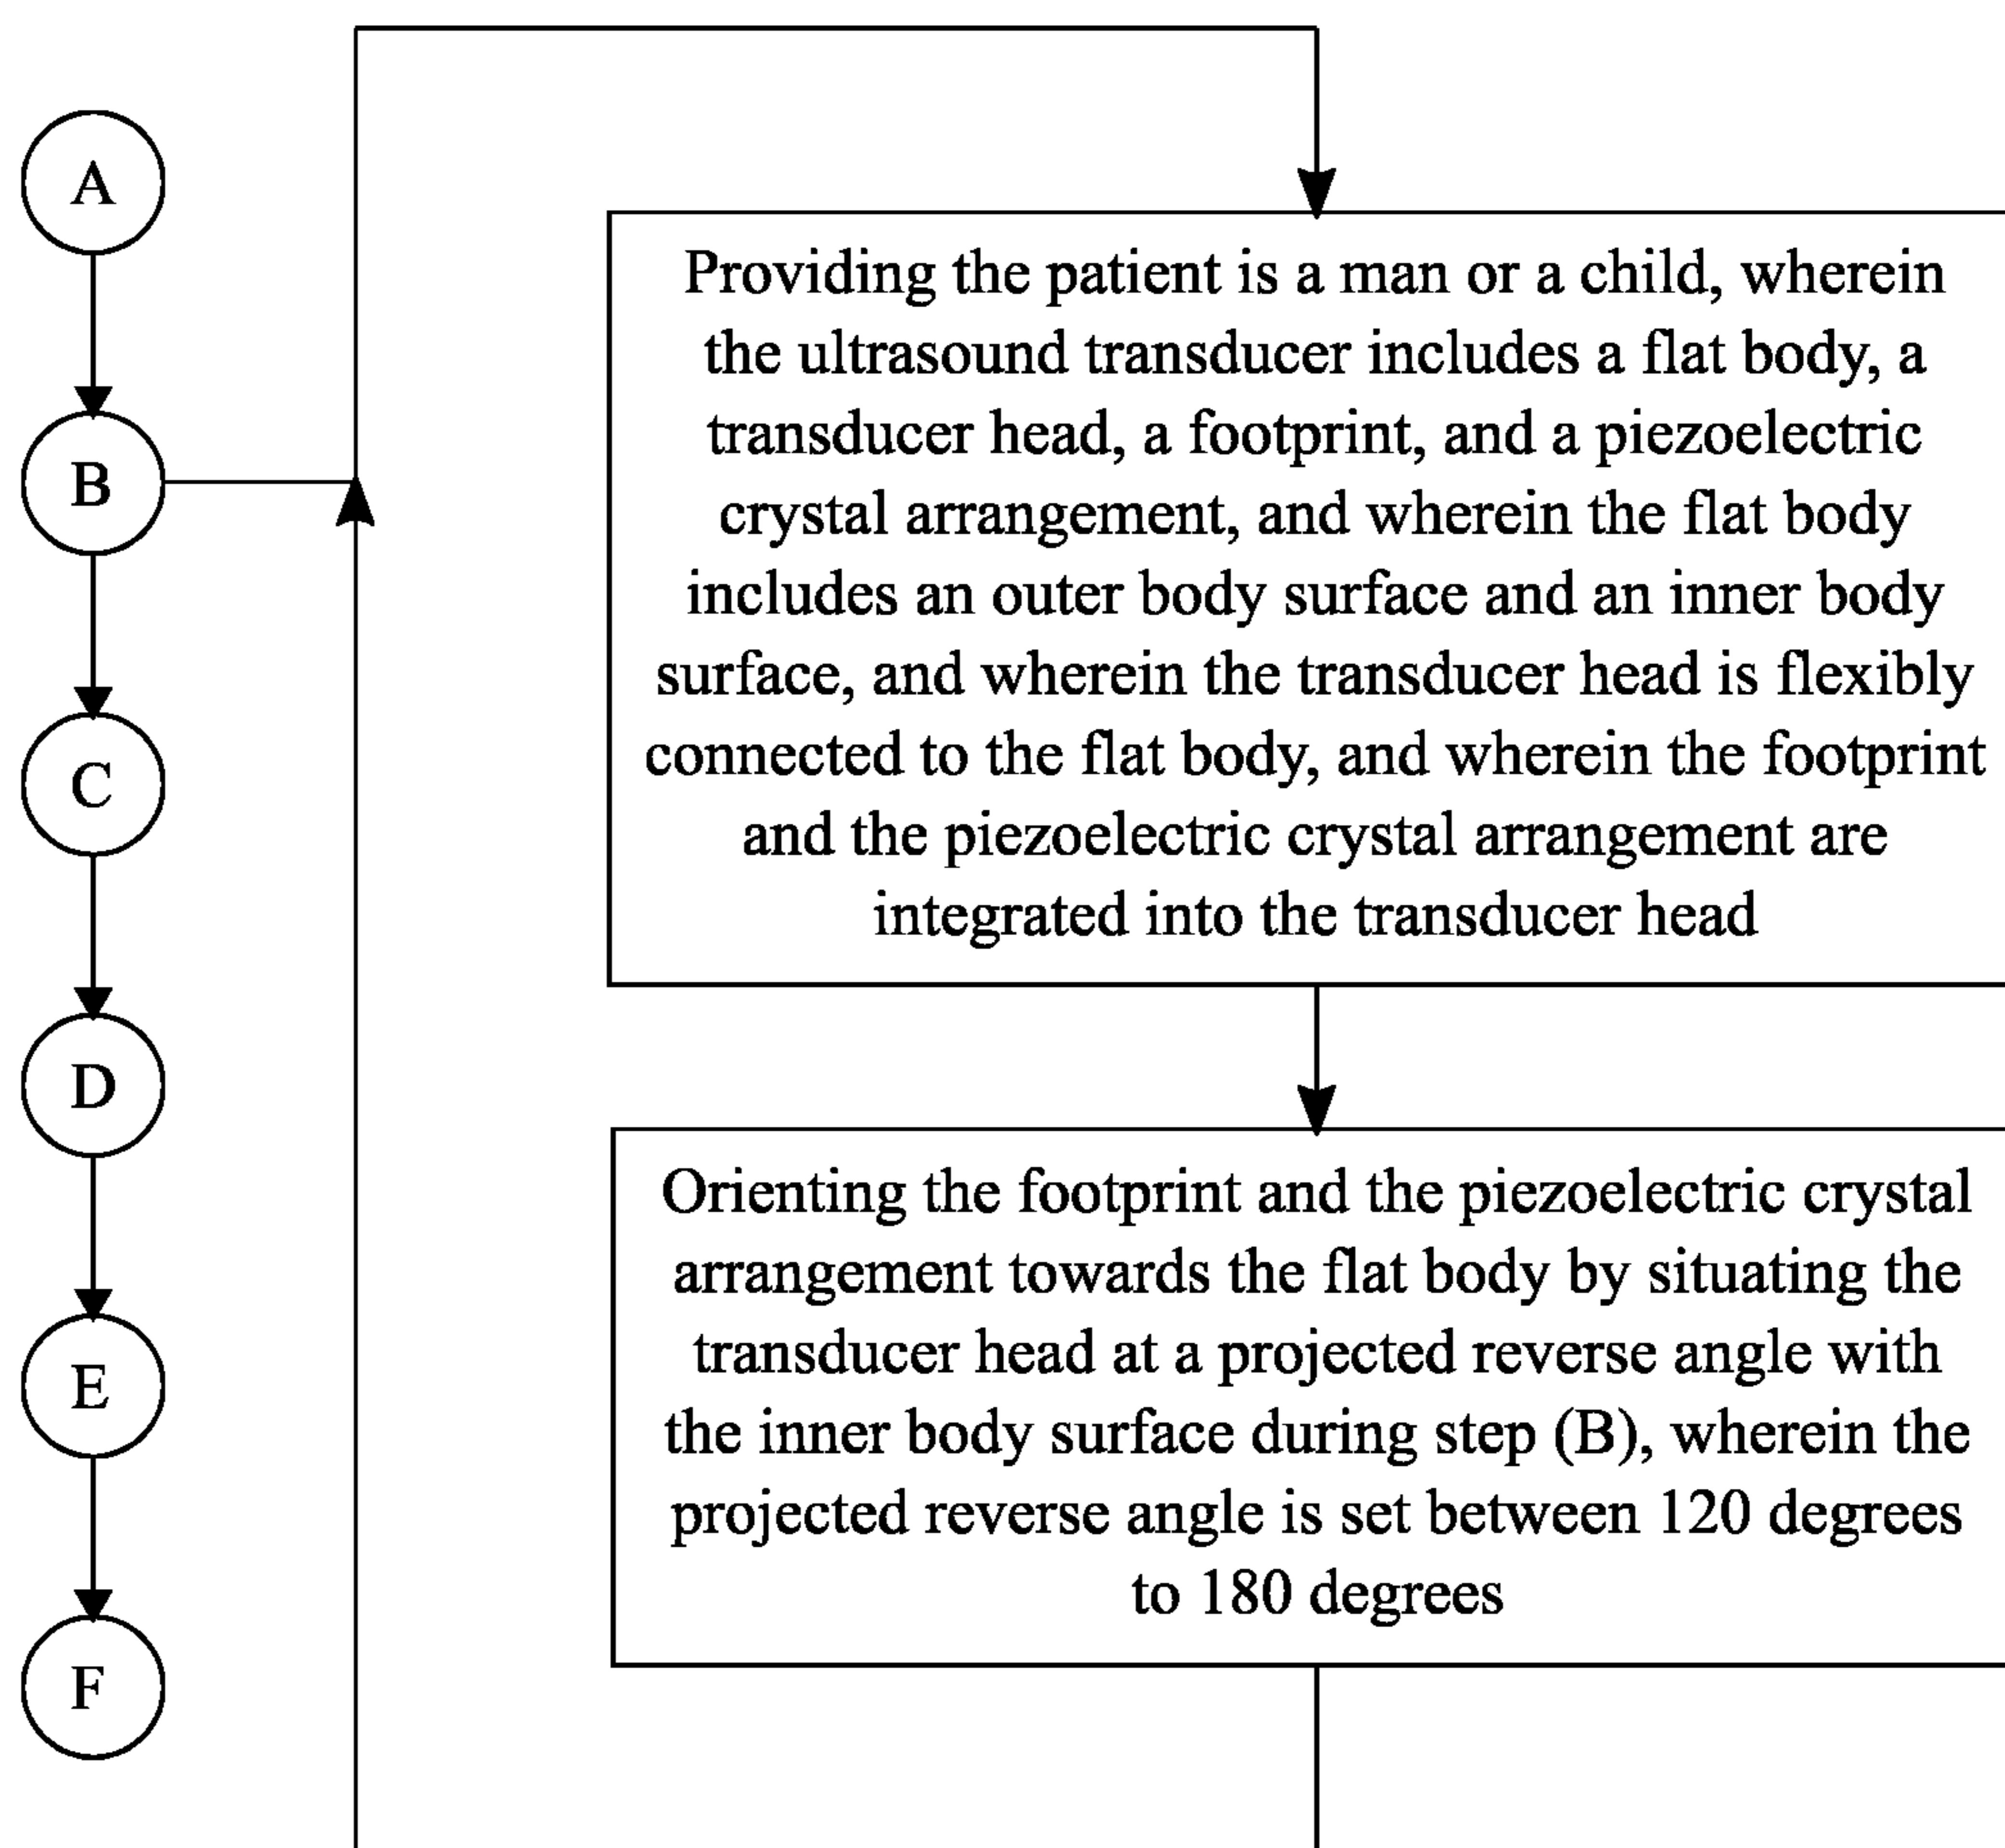 A
B
C
D
E
F
Providing the patient is a man or a child, wherein
the ultrasound transducer includes a flat body, a
transducer head, a footprint, and a piezoelectric
crystal arrangement, and wherein the flat body
includes an outer body surface and an inner body
surface, and wherein the transducer head is flexibly
connected to the flat body, and wherein the footprint
and the piezoelectric crystal arrangement are
integrated into the transducer head
Orienting the footprint and the piezoelectric crystal
arrangement towards the flat body by situating the
transducer head at a projected reverse angle with
the inner body surface during step (B), wherein the
projected reverse angle is set between 120 degrees
to 180 degrees